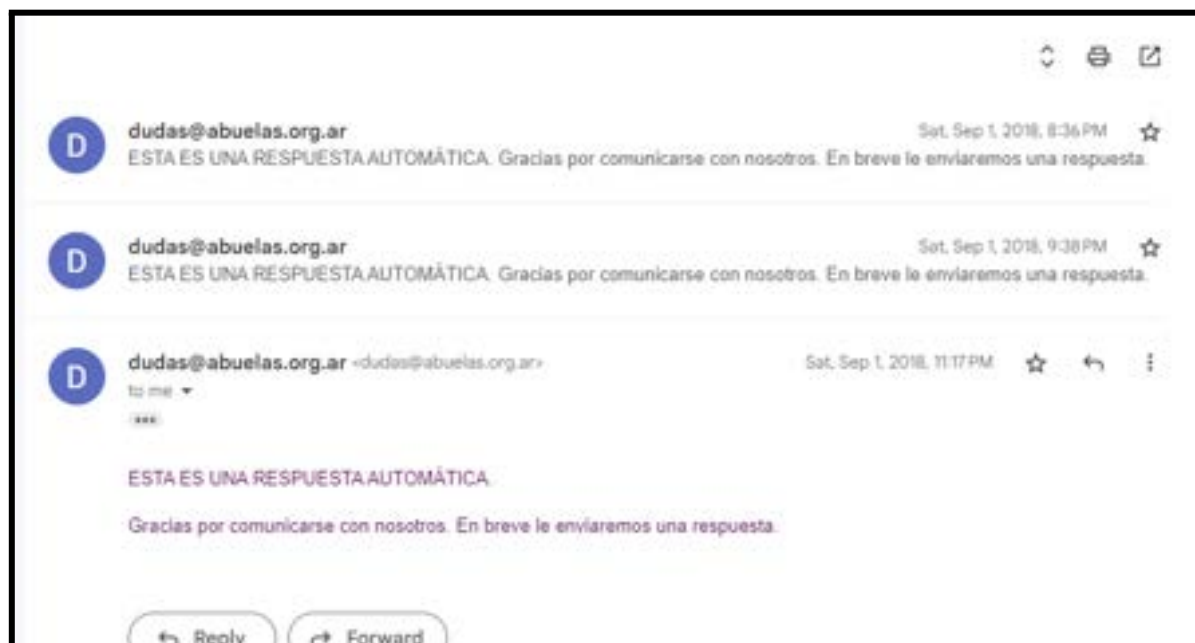 D
dudas@abuelas.org.ar Sat, Sep 1, 2018, 8:36 PM
ESTA ES UNA RESPUESTA AUTOMÁTICA. Gracias por comunicarse con nosotros. En breve le enviaremos una respuesta.
D
dudas@abuelas.org.ar Sat, Sep 1, 2018, 9:38 PM
ESTA ES UNA RESPUESTA AUTOMÁTICA. Gracias por comunicarse con nosotros. En breve le enviaremos una respuesta.
D
dudas@abuelas.org.ar <dudas@abuelas.org.ar> Sat, Sep 1, 2018, 11:17 PM
to me
ESTA ES UNA RESPUESTA AUTOMÁTICA.
Gracias por comunicarse con nosotros. En breve le enviaremos una respuesta.
Reply Forward